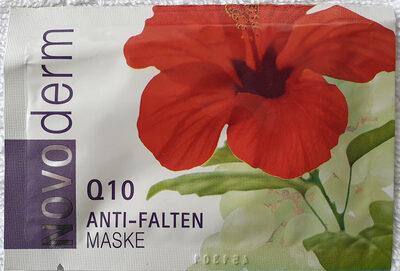 novoderm
Q10
ANTI-FALTEN
MASKE